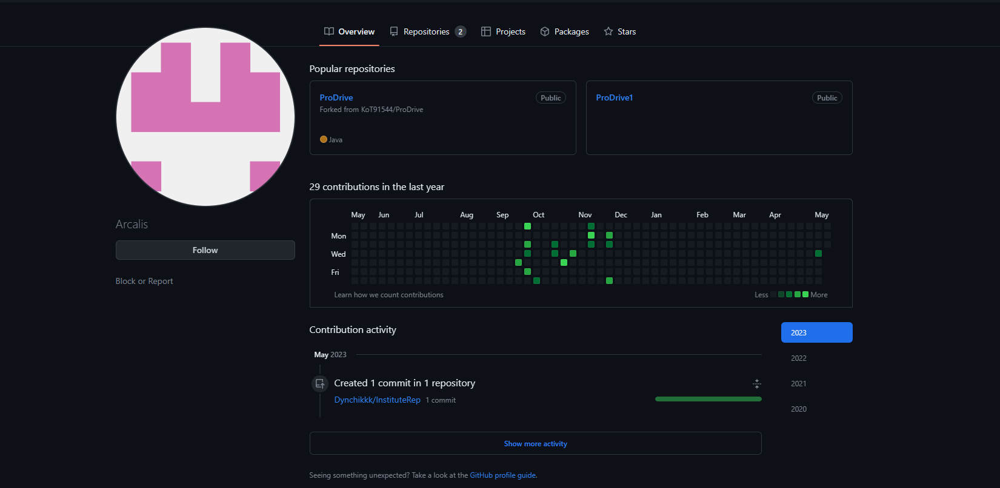 Overview Repositories 2 Projects Packages Stars
Arcalis
Follow
Block or Report
Popular repositories
ProDrive Public
Forked from KoT91544/ProDrive
Java
ProDrive1 Public
29 contributions in the last year
May Jun Jul Aug Sep Oct Nov Dec Jan Feb Mar Apr May
Mon
Wed
Fri
Learn how we count contributions Less More
Contribution activity
May 2023
Created 1 commit in 1 repository
Dynchikkk/InstituteRep 1 commit
Show more activity
2023
2022
2021
2020
Seeing something unexpected? Take a look at the GitHub profile guide.